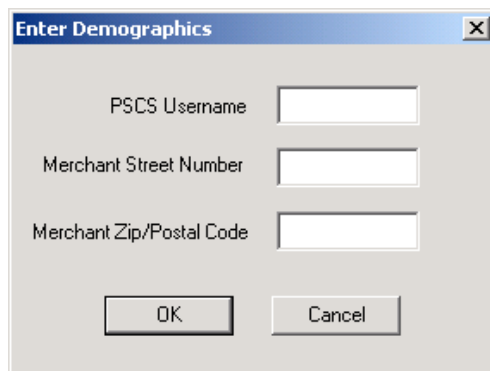 Enter Demographics
PSCS Username
Merchant Street Number
Merchant Zip/Postal Code
OK Cancel